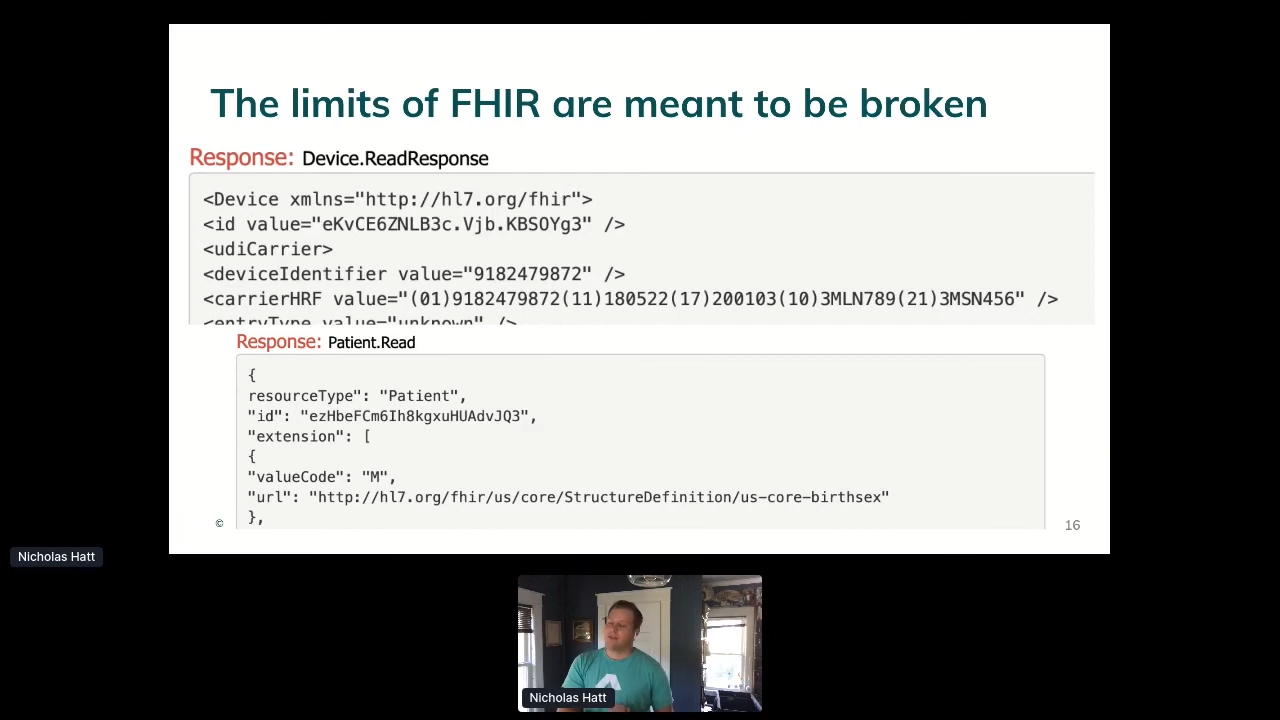 The limits of FHIR are meant to be broken
Response: Device.ReadResponse
<Device xmlns="http://hl7.org/fhir">
<id value="eKvCE6ZNLB3c.Vjb.KBSOYg3" />
<udiCarrier>
<deviceIdentifier value="9182479872" />
<carrierHRF value="(01)9182479872(11)180522(17)200103(10)3MLN789(21)3MSN456" />
<entryType value="unknown" />
Response: Patient.Read
{
resourceType": "Patient",
"id": "ezHbeFCm6Ih8kgxuHUAdvJQ3",
"extension": [
{
"valueCode": "M",
"url": "http://hl7.org/fhir/us/core/StructureDefinition/us-core-birthsex"
},
©
16
Nicholas Hatt
Nicholas Hatt